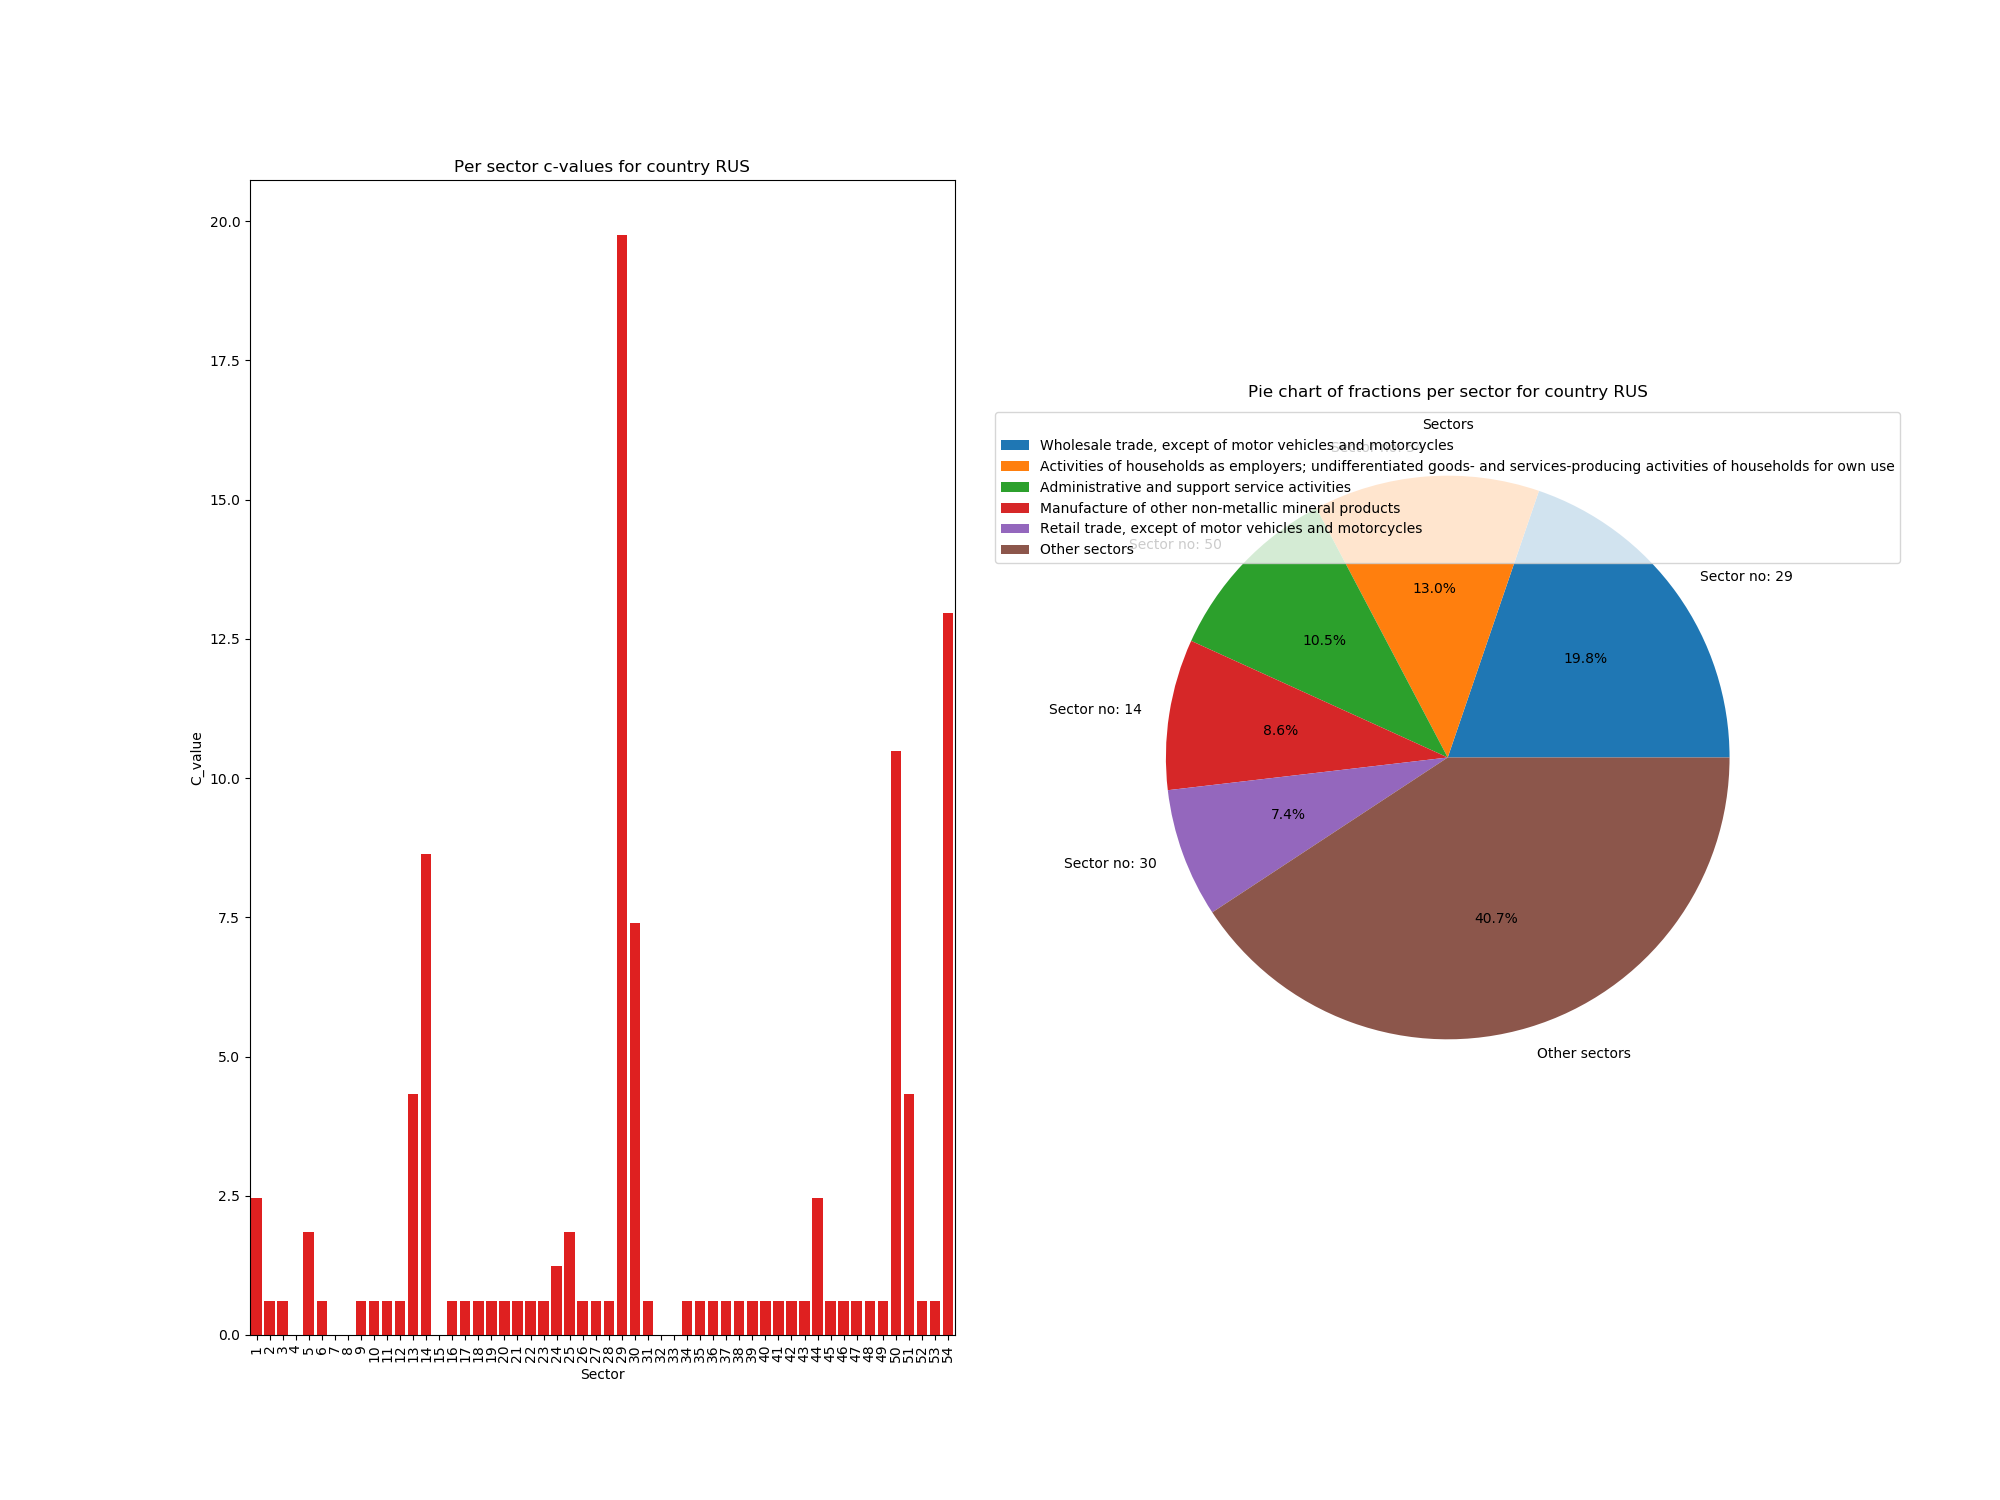 Per sector c-values for country RUS
20.0
17.5
15.0
12.5
10.0
7.5
5.0
2.5
0.0
C_value
1 2 3 4 5 6 7 8 9 10 11 12 13 14 15 16 17 18 19 20 21 22 23 24 25 26 27 28 29 30 31 32 33 34 35 36 37 38 39 40 41 42 43 44 45 46 47 48 49 50 51 52 53 54
Sector
Pie chart of fractions per sector for country RUS
Sectors
Wholesale trade, except of motor vehicles and motorcycles
Activities of households as employers; undifferentiated goods- and services-producing activities of households for own use
Administrative and support service activities
Manufacture of other non-metallic mineral products
Retail trade, except of motor vehicles and motorcycles
Other sectors
Sector no: 50
Sector no: 29
13.0%
10.5%
19.8%
Sector no: 14
8.6%
7.4%
Sector no: 30
40.7%
Other sectors